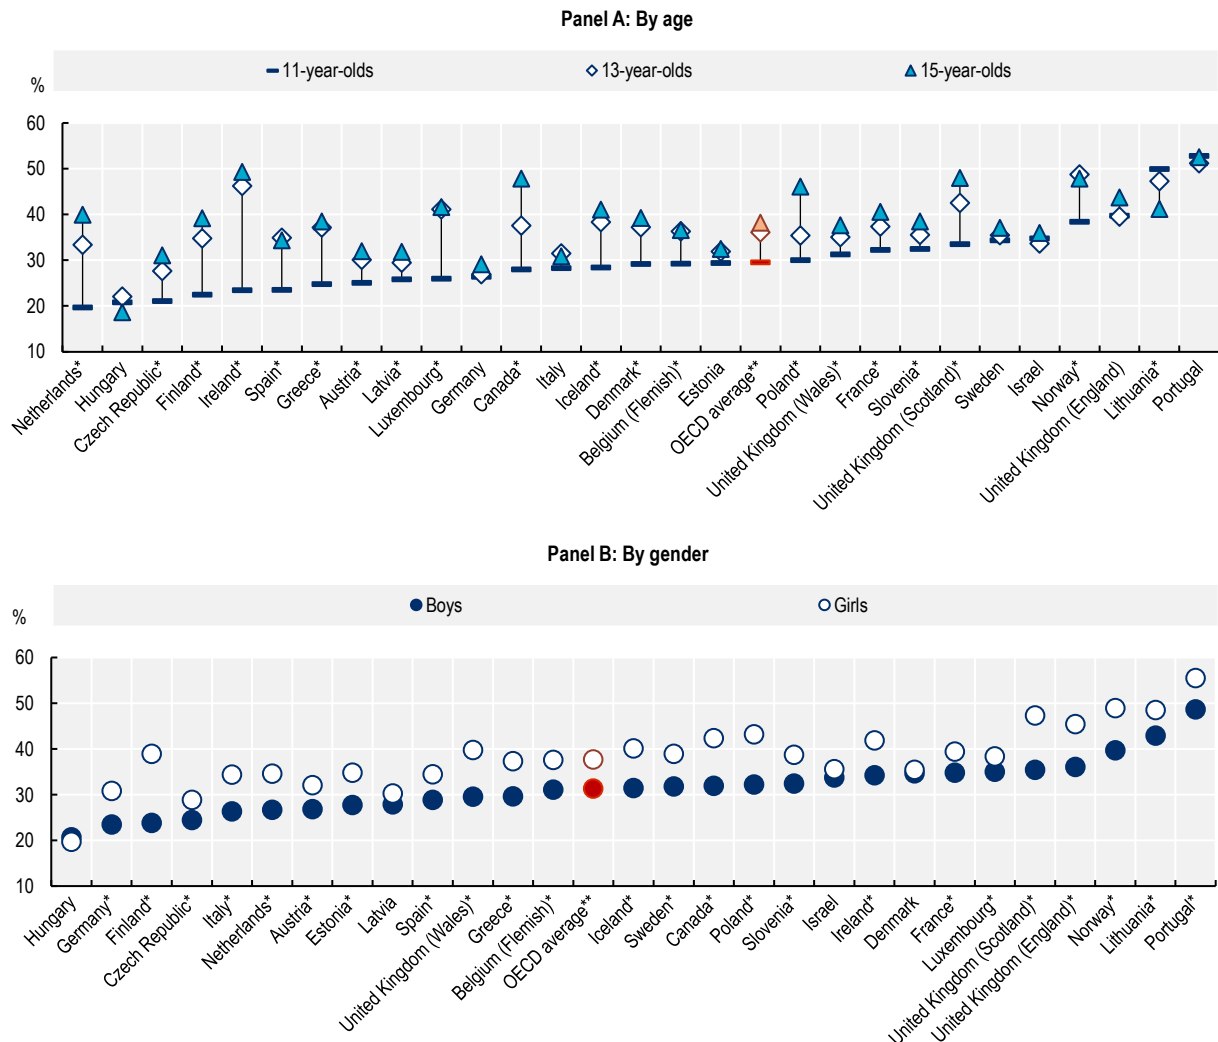 Panel A: By age
11-year-olds 13-year-olds 15-year-olds
%
60
50
40
30
20
10
Netherlands*
Hungary
Czech Republic*
Finland*
Ireland*
Spain*
Greece*
Austria*
Latvia*
Luxembourg*
Germany
Canada*
Italy
Iceland*
Denmark*
Belgium (Flemish)*
Estonia
OECD average**
Poland*
United Kingdom (Wales)*
France*
Slovenia*
United Kingdom (Scotland)*
Sweden
Israel
Norway*
United Kingdom (England)
Lithuania*
Portugal
Panel B: By gender
Boys Girls
%
60
50
40
30
20
10
Hungary
Germany*
Finland*
Czech Republic*
Italy*
Netherlands*
Austria*
Estonia*
Latvia
Spain*
United Kingdom (Wales)*
Greece*
Belgium (Flemish)*
OECD average**
Iceland*
Sweden*
Canada*
Poland*
Slovenia*
Israel
Ireland*
Denmark
France*
Luxembourg*
United Kingdom (Scotland)*
United Kingdom (England)*
Norway*
Lithuania*
Portugal*